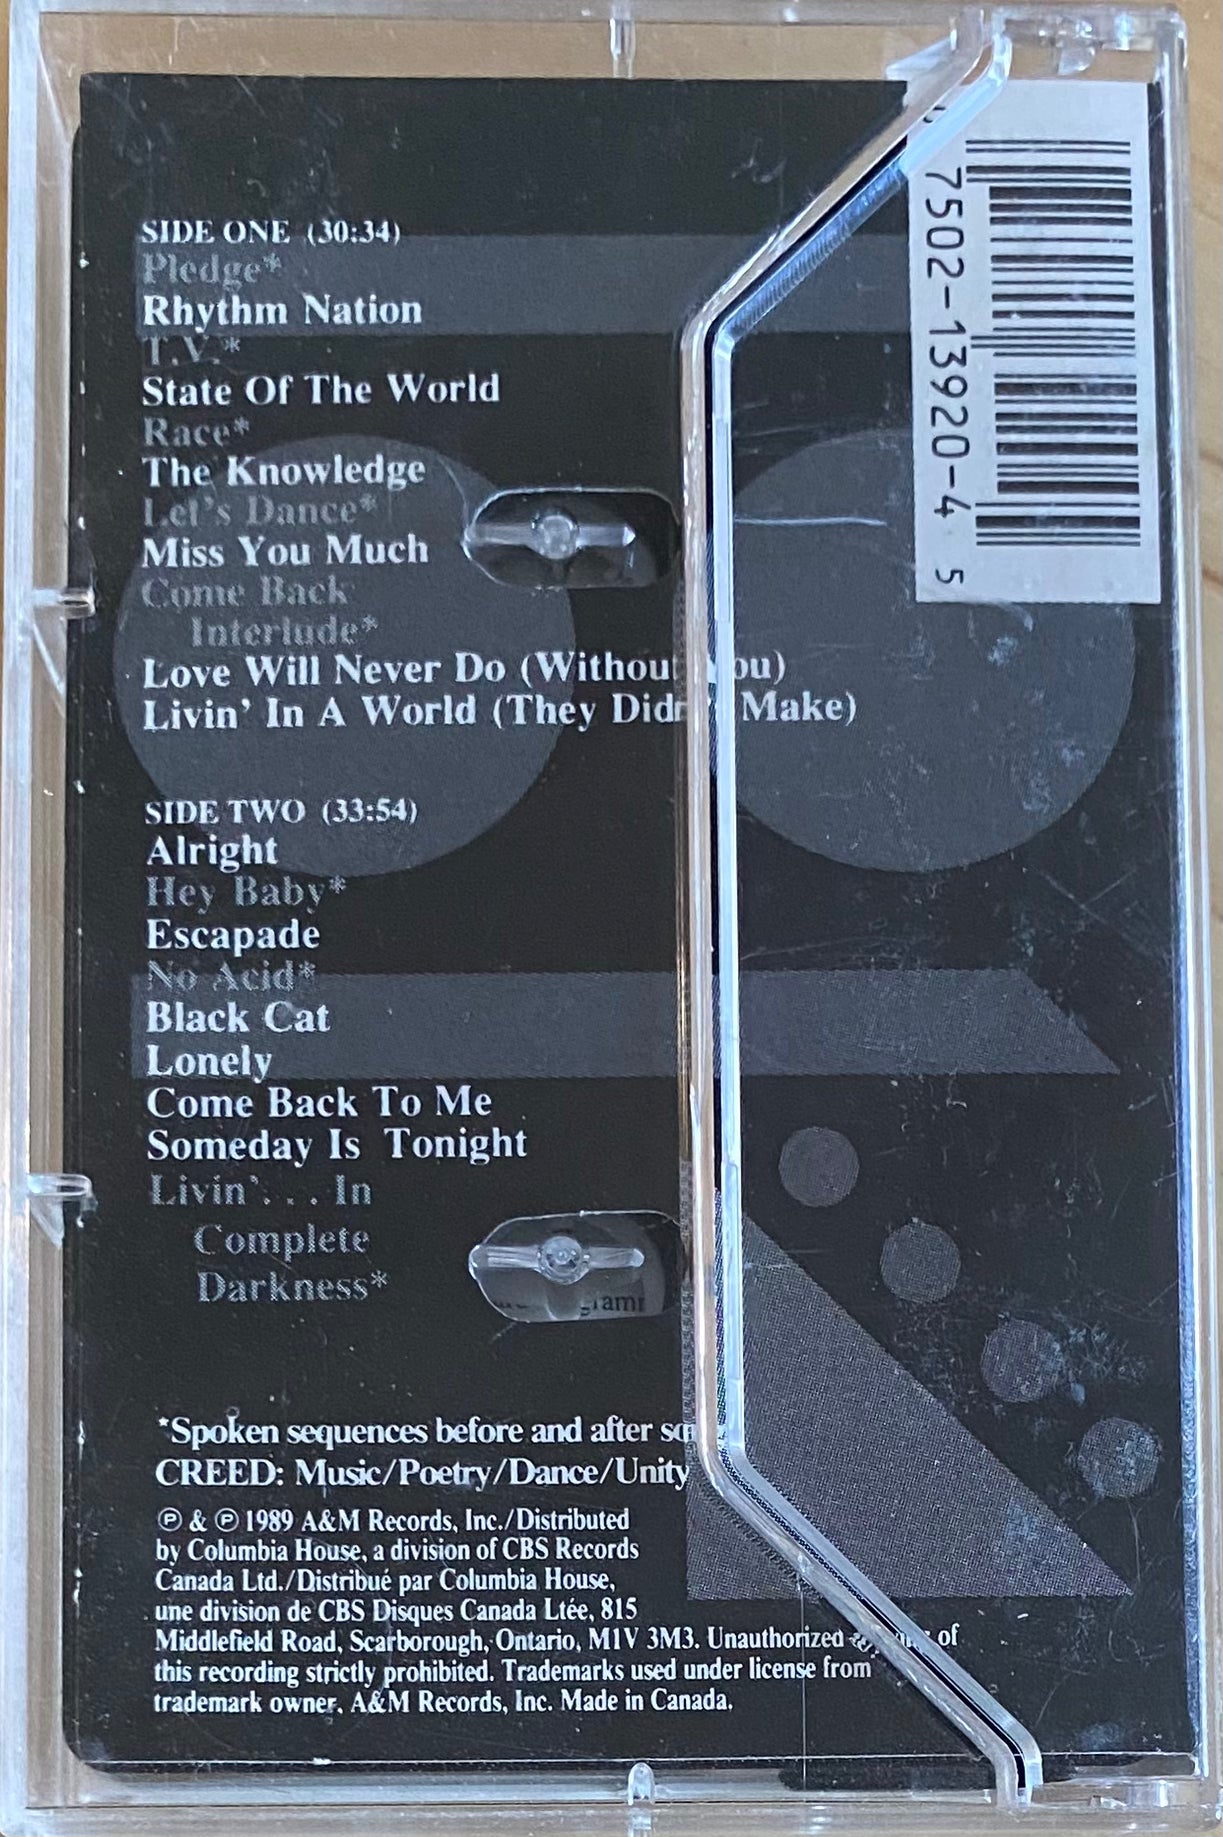 SIDE ONE (30:34)
Pledge*
Rhythm Nation
T.V.*
State Of The World
Race*
The Knowledge
Let's Dance*
Miss You Much
Come Back
Interlude*
Love Will Never Do (Without You)
Livin' In A World (They Didn't Make)
SIDE TWO (33:54)
Alright
Hey Baby*
Escapade
No Acid*
Black Cat
Lonely
Come Back To Me
Someday Is Tonight
Livin'... In
Complete
Darkness*
*Spoken sequences before and after
CREED: Music/Poetry/Dance/Unity
℗ & ℗ 1989 A&M Records, Inc./Distributed
by Columbia House, a division of CBS Records
Canada Ltd./Distribué par Columbia House,
une division de CBS Disques Canada Ltée, 815
Middlefield Road, Scarborough, Ontario, M1V 3M3. Unauthorized of
this recording strictly prohibited. Trademarks used under license from
trademark owner, A&M Records, Inc. Made in Canada.
7502-13920-4 5